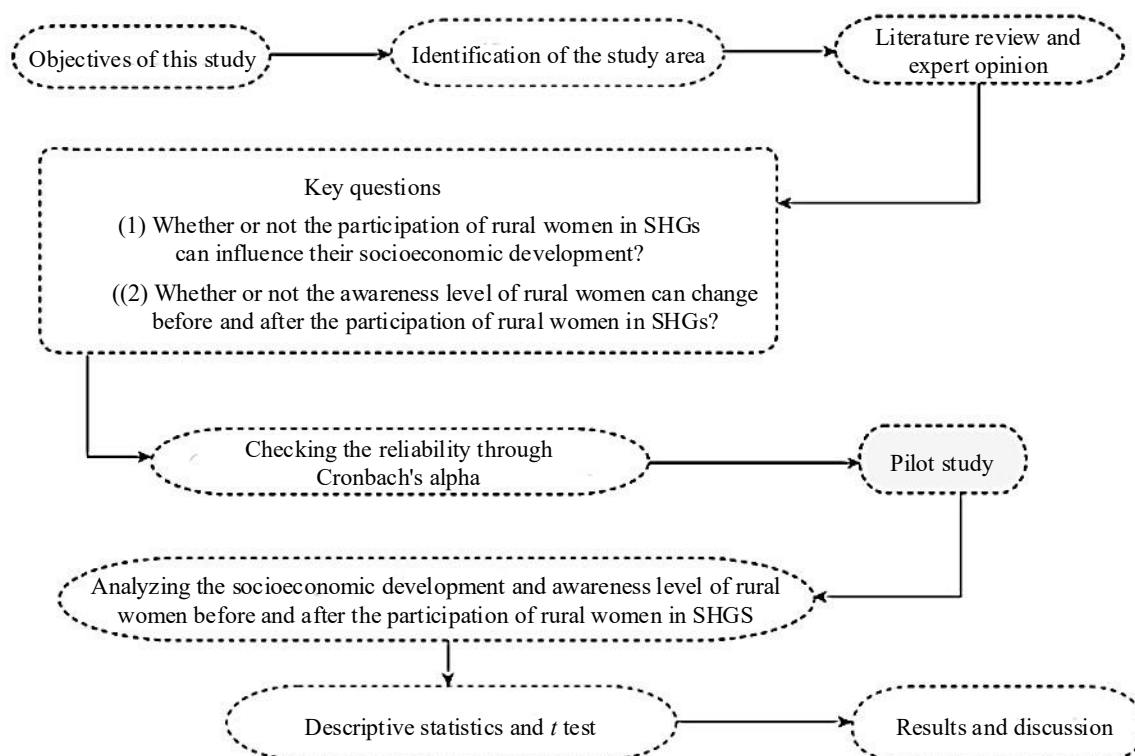 Objectives of this study
Identification of the study area
Literature review and
expert opinion
Key questions
(1) Whether or not the participation of rural women in SHGs
can influence their socioeconomic development?
((2) Whether or not the awareness level of rural women can change
before and after the participation of rural women in SHGs?
Checking the reliability through
Cronbach's alpha
Pilot study
Analyzing the socioeconomic development and awareness level of rural
women before and after the participation of rural women in SHGS
Descriptive statistics and t test
Results and discussion